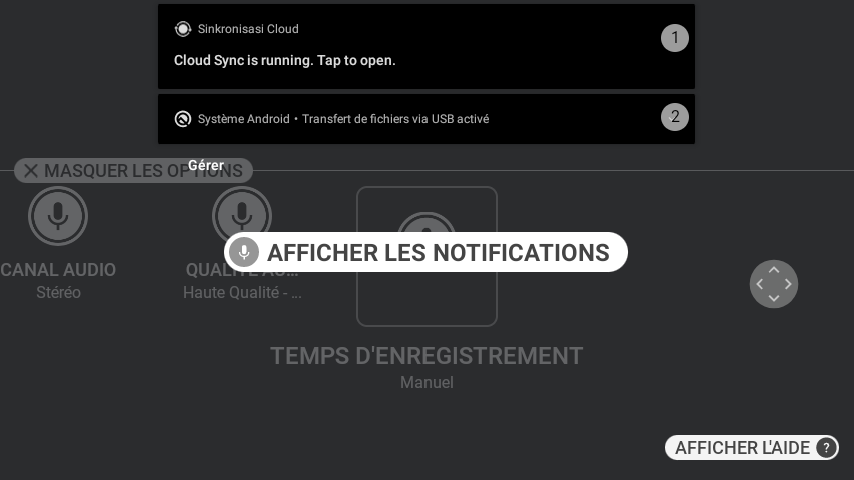 Sinkronisasi Cloud
1
Cloud Sync is running. Tap to open.
Système Android • Transfert de fichiers via USB activé
2
Gérer
MASQUER LES OPTIONS
AFFICHER LES NOTIFICATIONS
CANAL AUDIO
Stéréo
QUALITÉ AU...
Haute Qualité - ...
TEMPS D'ENREGISTREMENT
Manuel
AFFICHER L'AIDE ?